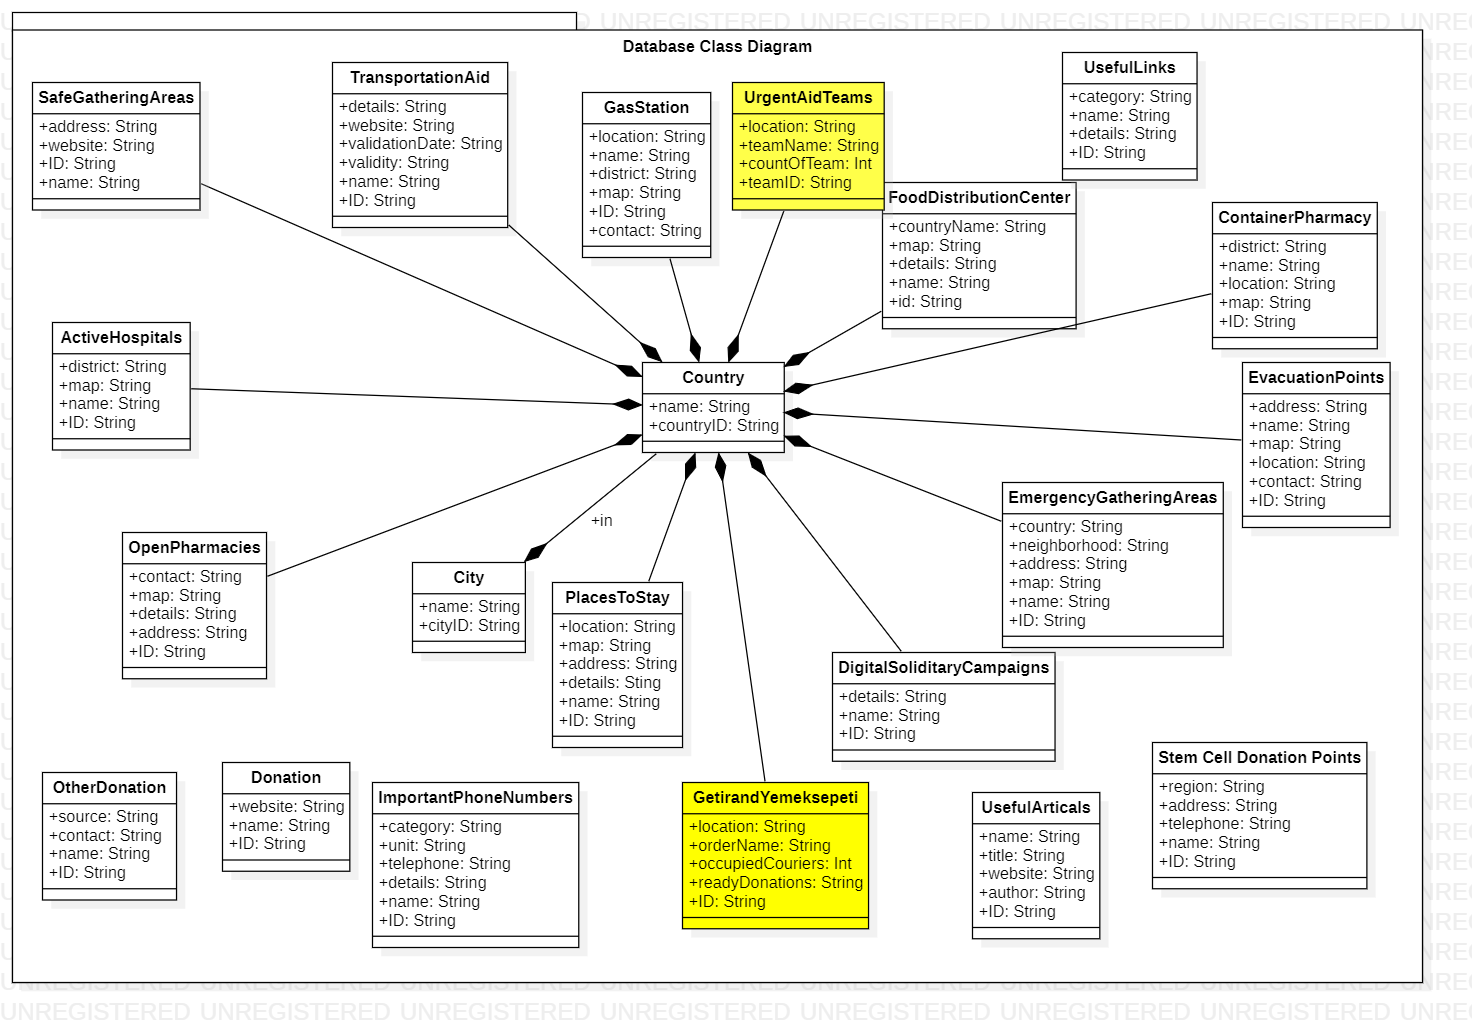 UNREGISTERED UNREGISTERED UNREGISTERED UNREGISTERED UNREGISTERED
Database Class Diagram
SafeGatheringAreas
+address: String
+website: String
+ID: String
+name: String
TransportationAid
+details: String
+website: String
+validationDate: String
+validity: String
+name: String
+ID: String
GasStation
+location: String
+name: String
+district: String
+map: String
+ID: String
+contact: String
UrgentAidTeams
+location: String
+teamName: String
+countOfTeam: Int
+teamID: String
UsefulLinks
+category: String
+name: String
+details: String
+ID: String
FoodDistributionCenter
+countryName: String
+map: String
+details: String
+name: String
+id: String
ContainerPharmacy
+district: String
+name: String
+location: String
+map: String
+ID: String
ActiveHospitals
+district: String
+map: String
+name: String
+ID: String
Country
+name: String
+countryID: String
EvacuationPoints
+address: String
+name: String
+map: String
+location: String
+contact: String
+ID: String
EmergencyGatheringAreas
+country: String
+neighborhood: String
+address: String
+map: String
+name: String
+ID: String
+in
OpenPharmacies
+contact: String
+map: String
+details: String
+address: String
+ID: String
City
+name: String
+cityID: String
PlacesToStay
+location: String
+map: String
+address: String
+details: Sting
+name: String
+ID: String
DigitalSoliditaryCampaigns
+details: String
+name: String
+ID: String
OtherDonation
+source: String
+contact: String
+name: String
+ID: String
Donation
+website: String
+name: String
+ID: String
ImportantPhoneNumbers
+category: String
+unit: String
+telephone: String
+details: String
+name: String
+ID: String
GetirandYemeksepeti
+location: String
+orderName: String
+occupiedCouriers: Int
+readyDonations: String
+ID: String
UsefulArticals
+name: String
+title: String
+website: String
+author: String
+ID: String
Stem Cell Donation Points
+region: String
+address: String
+telephone: String
+name: String
+ID: String
UNREGISTERED UNREGISTERED UNREGISTERED UNREGISTERED UNREGISTERED UNREGISTERED UNREGISTERED